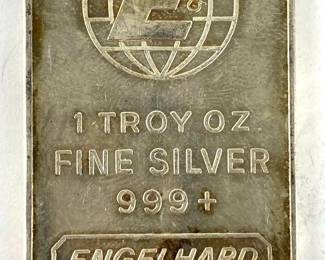 E
1 TROY OZ
FINE SILVER
999+
ENGELHARD